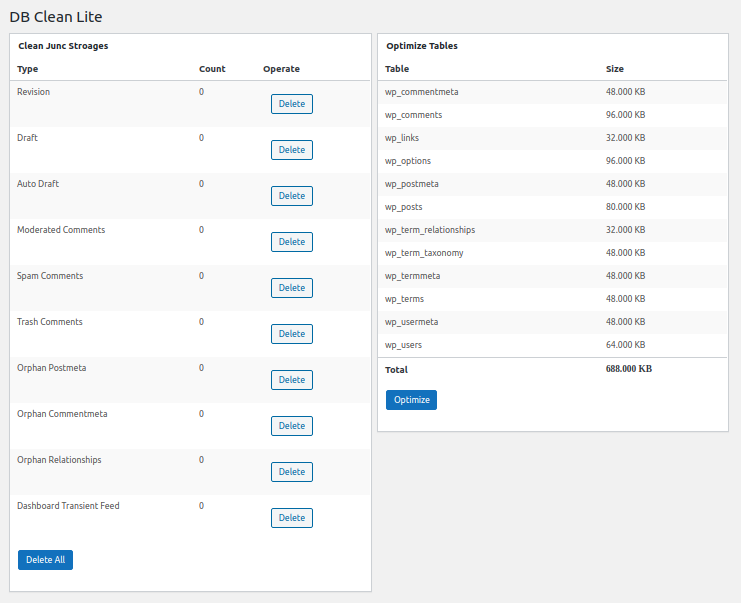 DB Clean Lite
Clean Junc Stroages
Type Count Operate
Revision 0 Delete
Draft 0 Delete
Auto Draft 0 Delete
Moderated Comments 0 Delete
Spam Comments 0 Delete
Trash Comments 0 Delete
Orphan Postmeta 0 Delete
Orphan Commentmeta 0 Delete
Orphan Relationships 0 Delete
Dashboard Transient Feed 0 Delete
Delete All
Optimize Tables
Table Size
wp_commentmeta 48.000 KB
wp_comments 96.000 KB
wp_links 32.000 KB
wp_options 96.000 KB
wp_postmeta 48.000 KB
wp_posts 80.000 KB
wp_term_relationships 32.000 KB
wp_term_taxonomy 48.000 KB
wp_termmeta 48.000 KB
wp_terms 48.000 KB
wp_usermeta 48.000 KB
wp_users 64.000 KB
Total 688.000 KB
Optimize